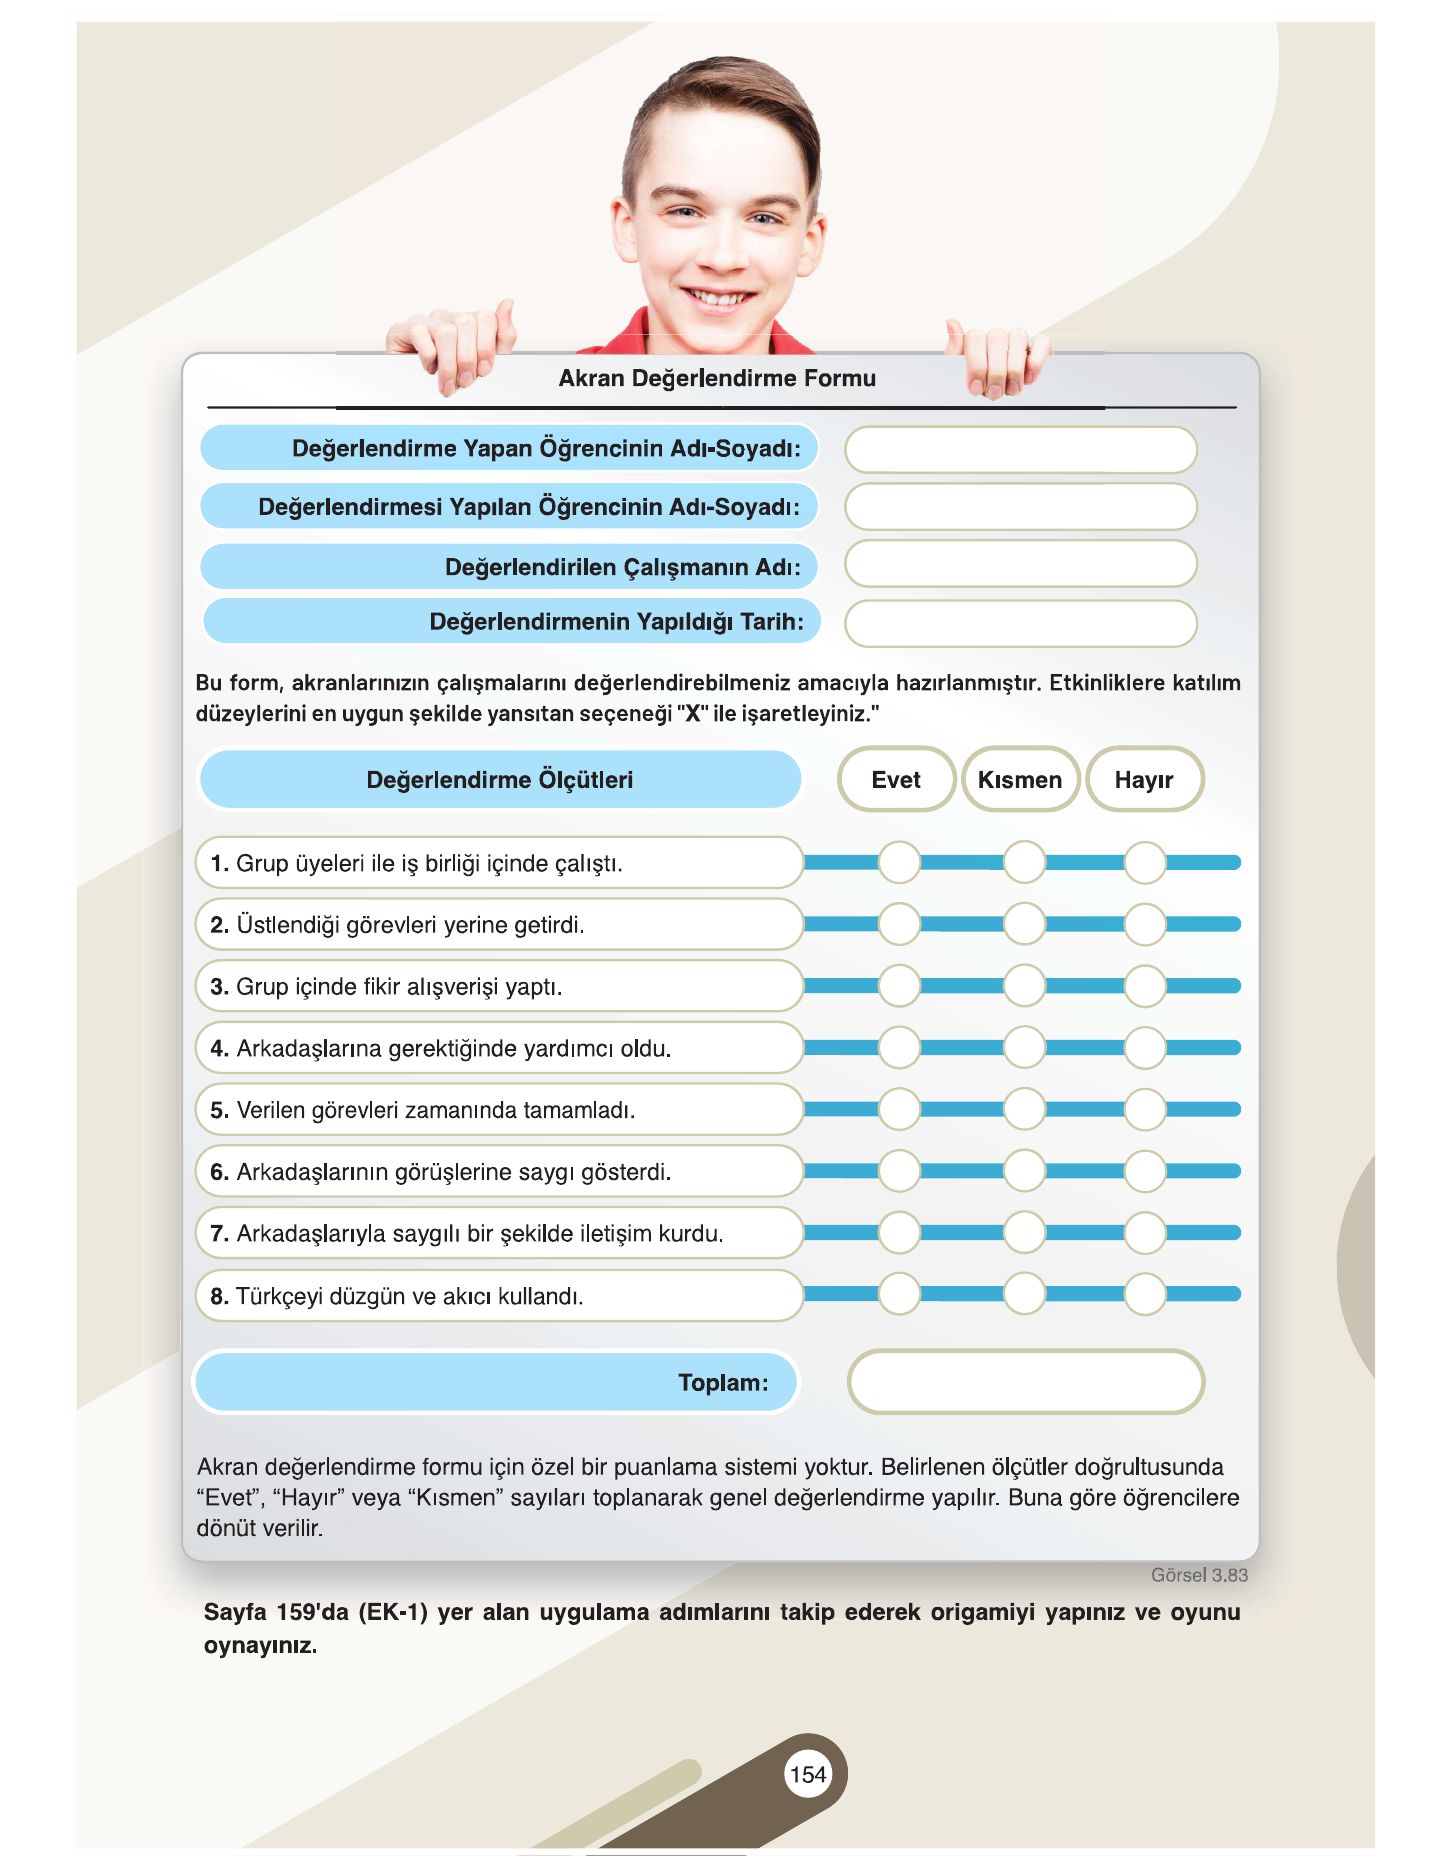 Akran Değerlendirme Formu
Değerlendirme Yapan Öğrencinin Adı-Soyadı:
Değerlendirmesi Yapılan Öğrencinin Adı-Soyadı:
Değerlendirilen Çalışmanın Adı:
Değerlendirmenin Yapıldığı Tarih:
Bu form, akranlarınızın çalışmalarını değerlendirebilmeniz amacıyla hazırlanmıştır. Etkinliklere katılım
düzeylerini en uygun şekilde yansıtan seçeneği "X" ile işaretleyiniz."
Değerlendirme Ölçütleri Evet Kısmen Hayır
1. Grup üyeleri ile iş birliği içinde çalıştı.
2. Üstlendiği görevleri yerine getirdi.
3. Grup içinde fikir alışverişi yaptı.
4. Arkadaşlarına gerektiğinde yardımcı oldu.
5. Verilen görevleri zamanında tamamladı.
6. Arkadaşlarının görüşlerine saygı gösterdi.
7. Arkadaşlarıyla saygılı bir şekilde iletişim kurdu.
8. Türkçeyi düzgün ve akıcı kullandı.
Toplam:
Akran değerlendirme formu için özel bir puanlama sistemi yoktur. Belirlenen ölçütler doğrultusunda
“Evet”, “Hayır” veya “Kısmen” sayıları toplanarak genel değerlendirme yapılır. Buna göre öğrencilere
dönüt verilir.
Görsel 3.83
Sayfa 159'da (EK-1) yer alan uygulama adımlarını takip ederek origamiyi yapınız ve oyunu
oynayınız.
154